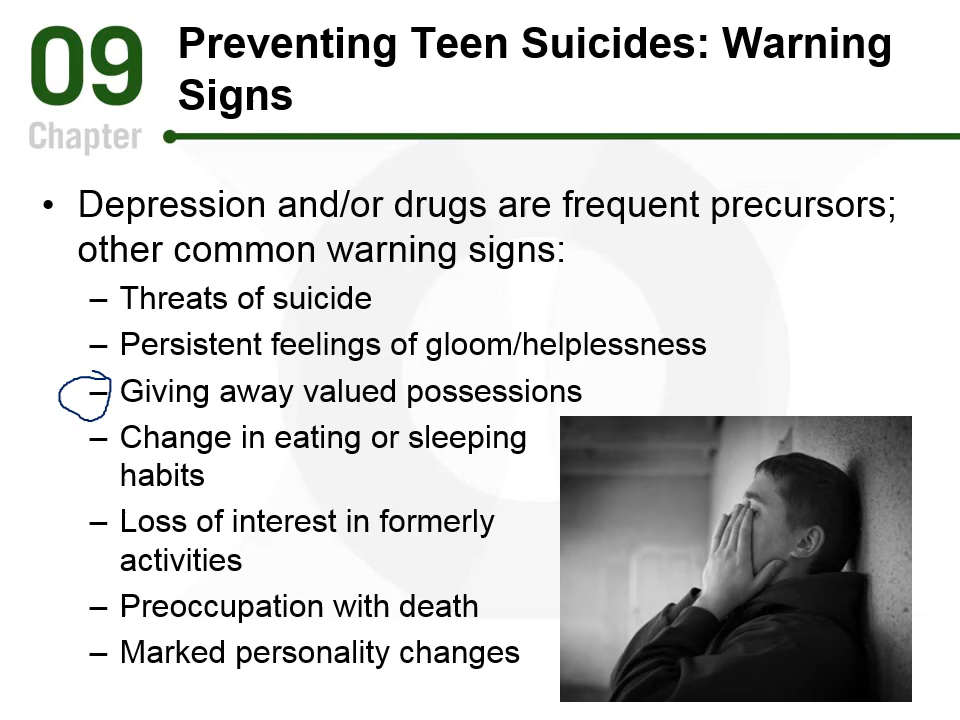 09
Chapter
Preventing Teen Suicides: Warning
Signs
• Depression and/or drugs are frequent precursors;
other common warning signs:
– Threats of suicide
– Persistent feelings of gloom/helplessness
– Giving away valued possessions
– Change in eating or sleeping
habits
– Loss of interest in formerly
activities
– Preoccupation with death
– Marked personality changes